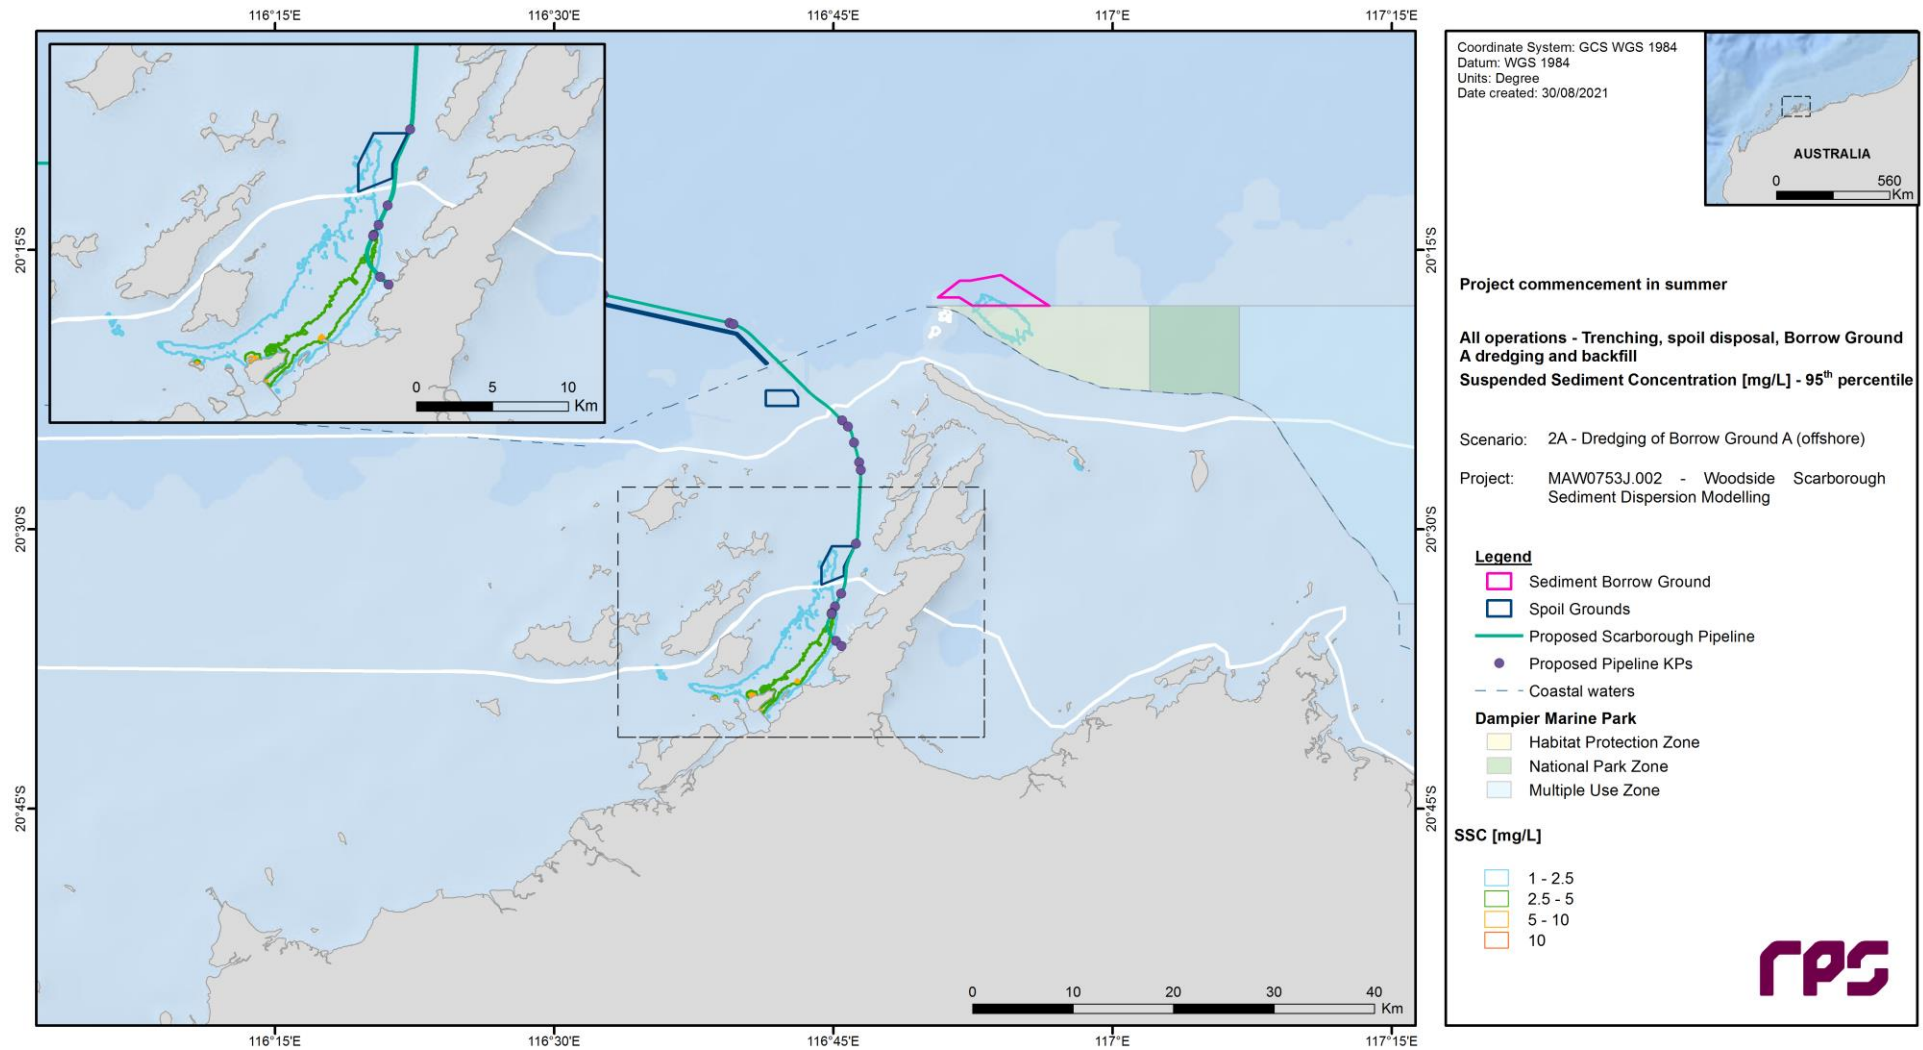 116°15'E 116°30'E 116°45'E 117°E 117°15'E
20°15'S
20°30'S
20°45'S
0 5 10
Km
20°15'S
20°30'S
20°45'S
0 10 20 30 40
Km
116°15'E 116°30'E 116°45'E 117°E 117°15'E
Coordinate System: GCS WGS 1984
Datum: WGS 1984
Units: Degree
Date created: 30/08/2021
AUSTRALIA
0 560
Km
Project commencement in summer
All operations - Trenching, spoil disposal, Borrow Ground
A dredging and backfill
Suspended Sediment Concentration [mg/L] - 95th percentile
Scenario: 2A - Dredging of Borrow Ground A (offshore)
Project: MAW0753J.002 - Woodside Scarborough
Sediment Dispersion Modelling
Legend
Sediment Borrow Ground
Spoil Grounds
Proposed Scarborough Pipeline
Proposed Pipeline KPs
Coastal waters
Dampier Marine Park
Habitat Protection Zone
National Park Zone
Multiple Use Zone
SSC [mg/L]
1 - 2.5
2.5 - 5
5 - 10
10
rps